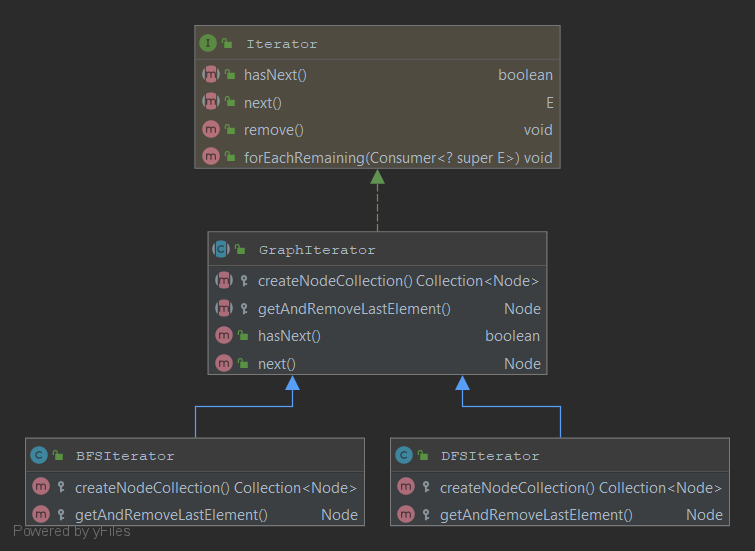 Iterator
hasNext() boolean
next() E
remove() void
forEachRemaining(Consumer<? super E>) void
GraphIterator
createNodeCollection() Collection<Node>
getAndRemoveLastElement() Node
hasNext() boolean
next() Node
BFSIterator
createNodeCollection() Collection<Node>
getAndRemoveLastElement() Node
DFSIterator
createNodeCollection() Collection<Node>
getAndRemoveLastElement() Node
Powered by yFiles